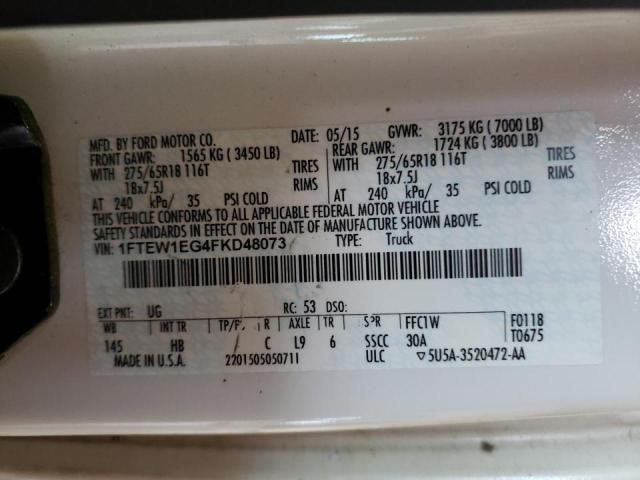 MFD. BY FORD MOTOR CO. DATE: 05/15 GVWR: 3175 KG ( 7000 LB)
FRONT GAWR: 1565 KG ( 3450 LB) REAR GAWR: 1724 KG ( 3800 LB)
WITH 275/65R18 116T TIRES WITH 275/65R18 116T TIRES
18x7.5J RIMS 18x7.5J RIMS
AT 240 kPa/ 35 PSI COLD AT 240 kPa/ 35 PSI COLD
THIS VEHICLE CONFORMS TO ALL APPLICABLE FEDERAL MOTOR VEHICLE
SAFETY STANDARDS IN EFFECT ON THE DATE OF MANUFACTURE SHOWN ABOVE.
VIN: 1FTEW1EG4FKD48073 TYPE: Truck
EXT PNT: UG RC: 53 DSO:
WB INT TR TP/P. R AXLE TR SPR FFC1W F0118
145 HB C L9 6 SSCC 30A T0675
MADE IN U.S.A. 2201505050711 ULC ▽5U5A-3520472-AA